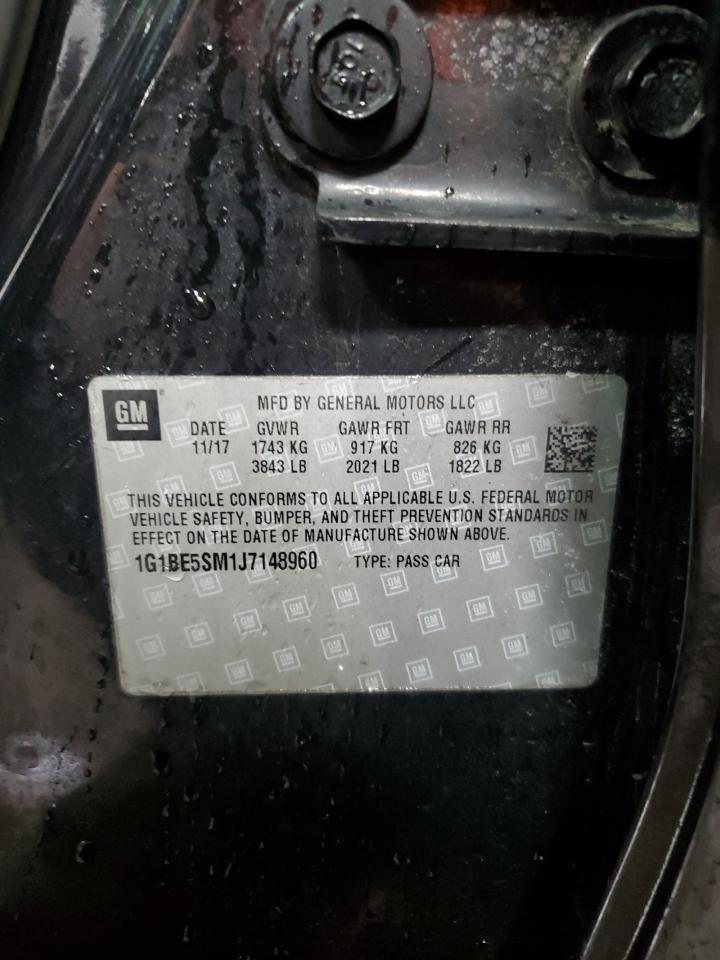 GM
MFD BY GENERAL MOTORS LLC
DATE GVWR GAWR FRT GAWR RR
11/17 1743 KG 917 KG 826 KG
3843 LB 2021 LB 1822 LB
THIS VEHICLE CONFORMS TO ALL APPLICABLE U.S. FEDERAL MOTOR
VEHICLE SAFETY, BUMPER, AND THEFT PREVENTION STANDARDS IN
EFFECT ON THE DATE OF MANUFACTURE SHOWN ABOVE.
1G1BE5SM1J7148960 TYPE: PASS CAR